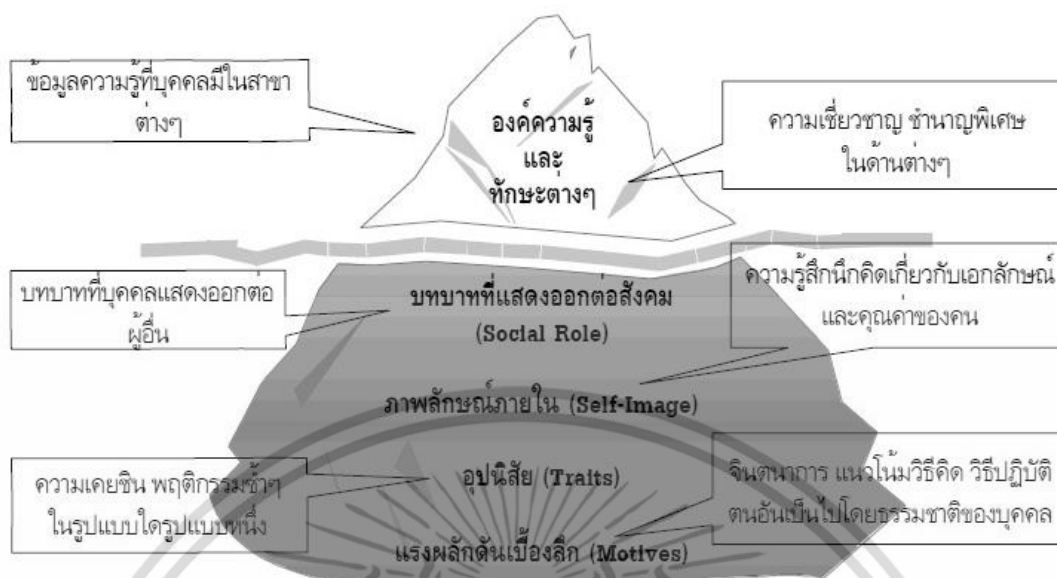 ข้อมูลความรู้ที่บุคคลมีในสาขา
ต่างๆ
องค์ความรู้
และ
ทักษะต่างๆ
ความเชี่ยวชาญ ชำนาญพิเศษ
ในด้านต่างๆ
บทบาทที่บุคคลแสดงออกต่อ
ผู้อื่น
บทบาทที่แสดงออกต่อสังคม
(Social Role)
ความรู้สึกนึกคิดเกี่ยวกับเอกลักษณ์
และคุณค่าของคน
ภาพลักษณ์ภายใน (Self-Image)
ความเคยชิน พฤติกรรมซ้ำๆ
ในรูปแบบใดรูปแบบหนึ่ง
อุปนิสัย (Traits)
จินตนาการ แนวโน้มวิธีคิด วิธีปฏิบัติ
ตนอันเป็นไปโดยธรรมชาติของบุคคล
แรงผลักดันเบื้องลึก (Motives)